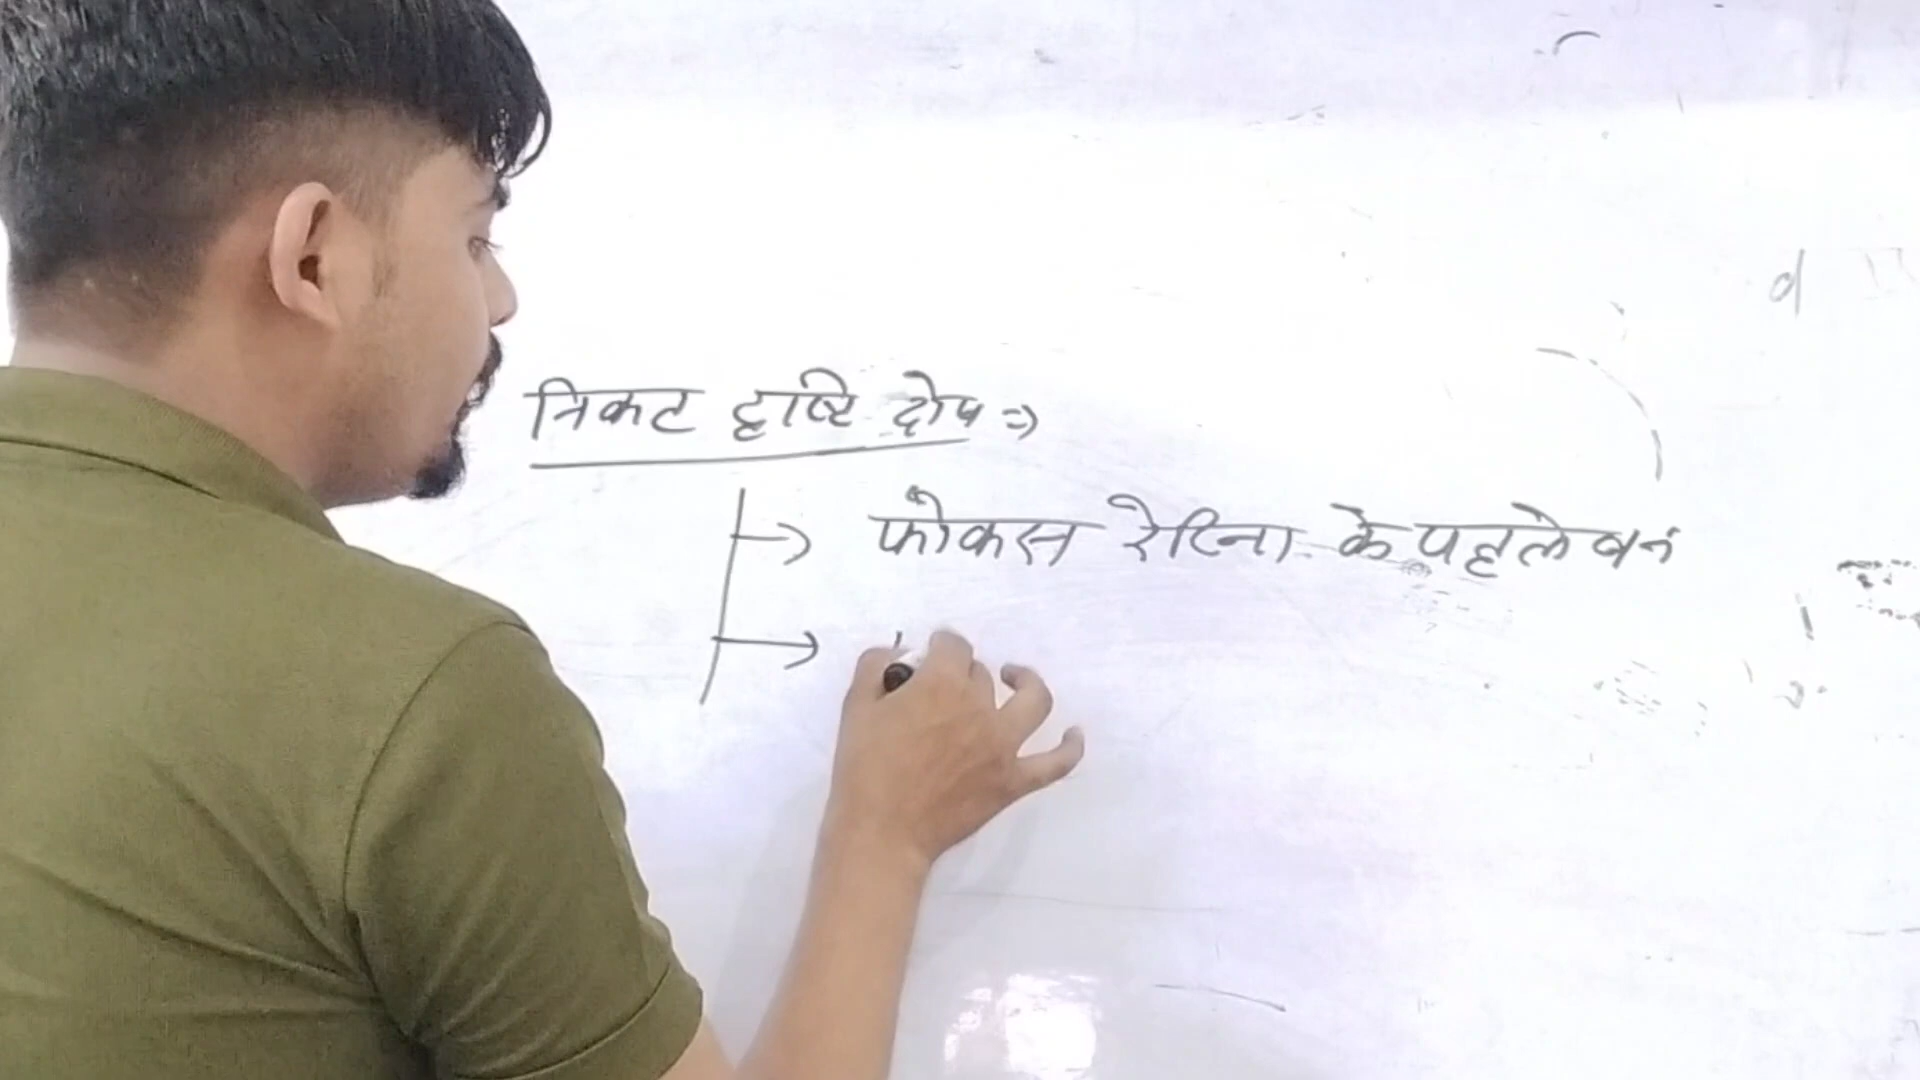 निकट दृष्टि दोष ⇒
→ फोकस रेटिना के पहले बनं
→
d